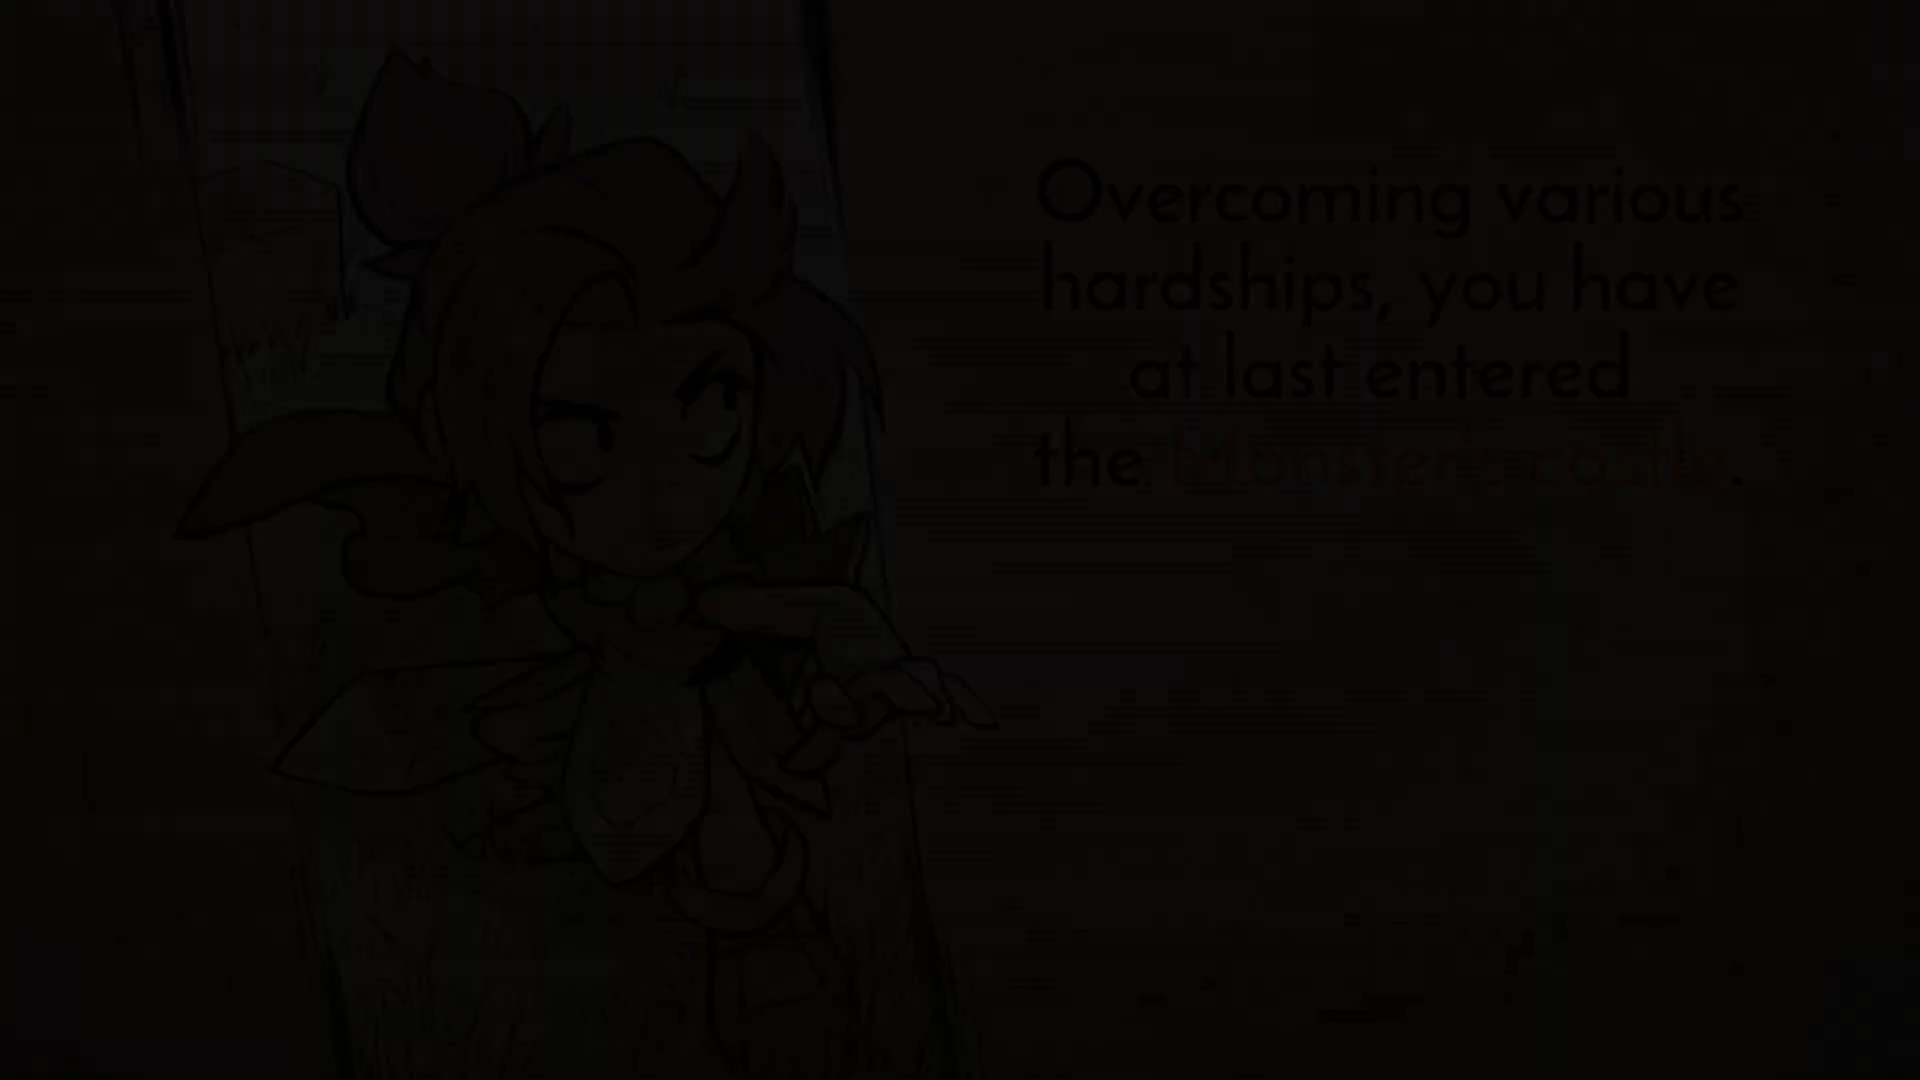 Overcoming various
hardships, you have
at last entered
the Monster's castle.